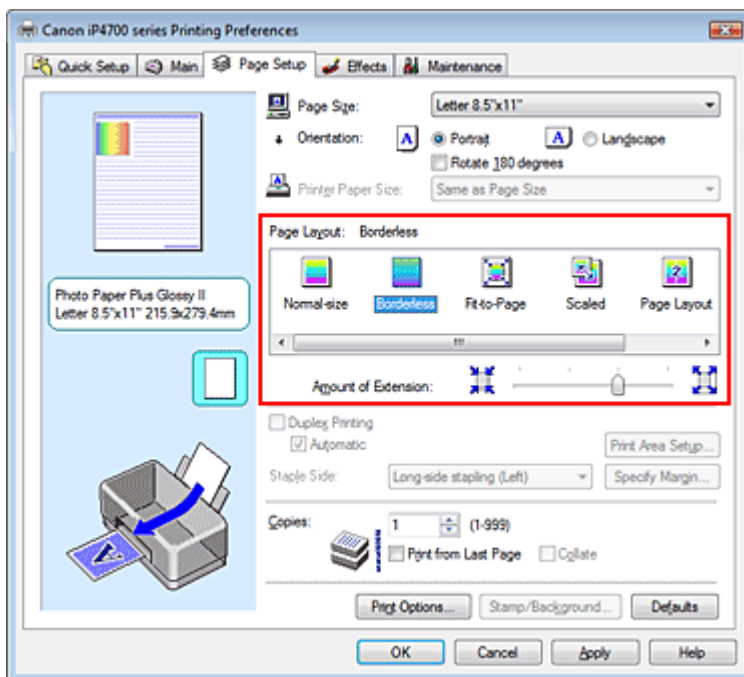 Canon iP4700 series Printing Preferences
Quick Setup Main Page Setup Effects Maintenance
Page Size: Letter 8.5"x11"
Orientation: A Portrait A Landscape
Rotate 180 degrees
Printer Paper Size: Same as Page Size
Page Layout: Borderless
Normal-size Borderless Fit-to-Page Scaled Page Layout
Photo Paper Plus Glossy II
Letter 8.5"x11" 215.9x279.4mm
Amount of Extension:
Duplex Printing
Automatic Print Area Setup...
Staple Side: Long-side stapling (Left) Specify Margin...
Copies: 1 (1-999)
Print from Last Page Collate
Print Options... Stamp/Background... Defaults
OK Cancel Apply Help